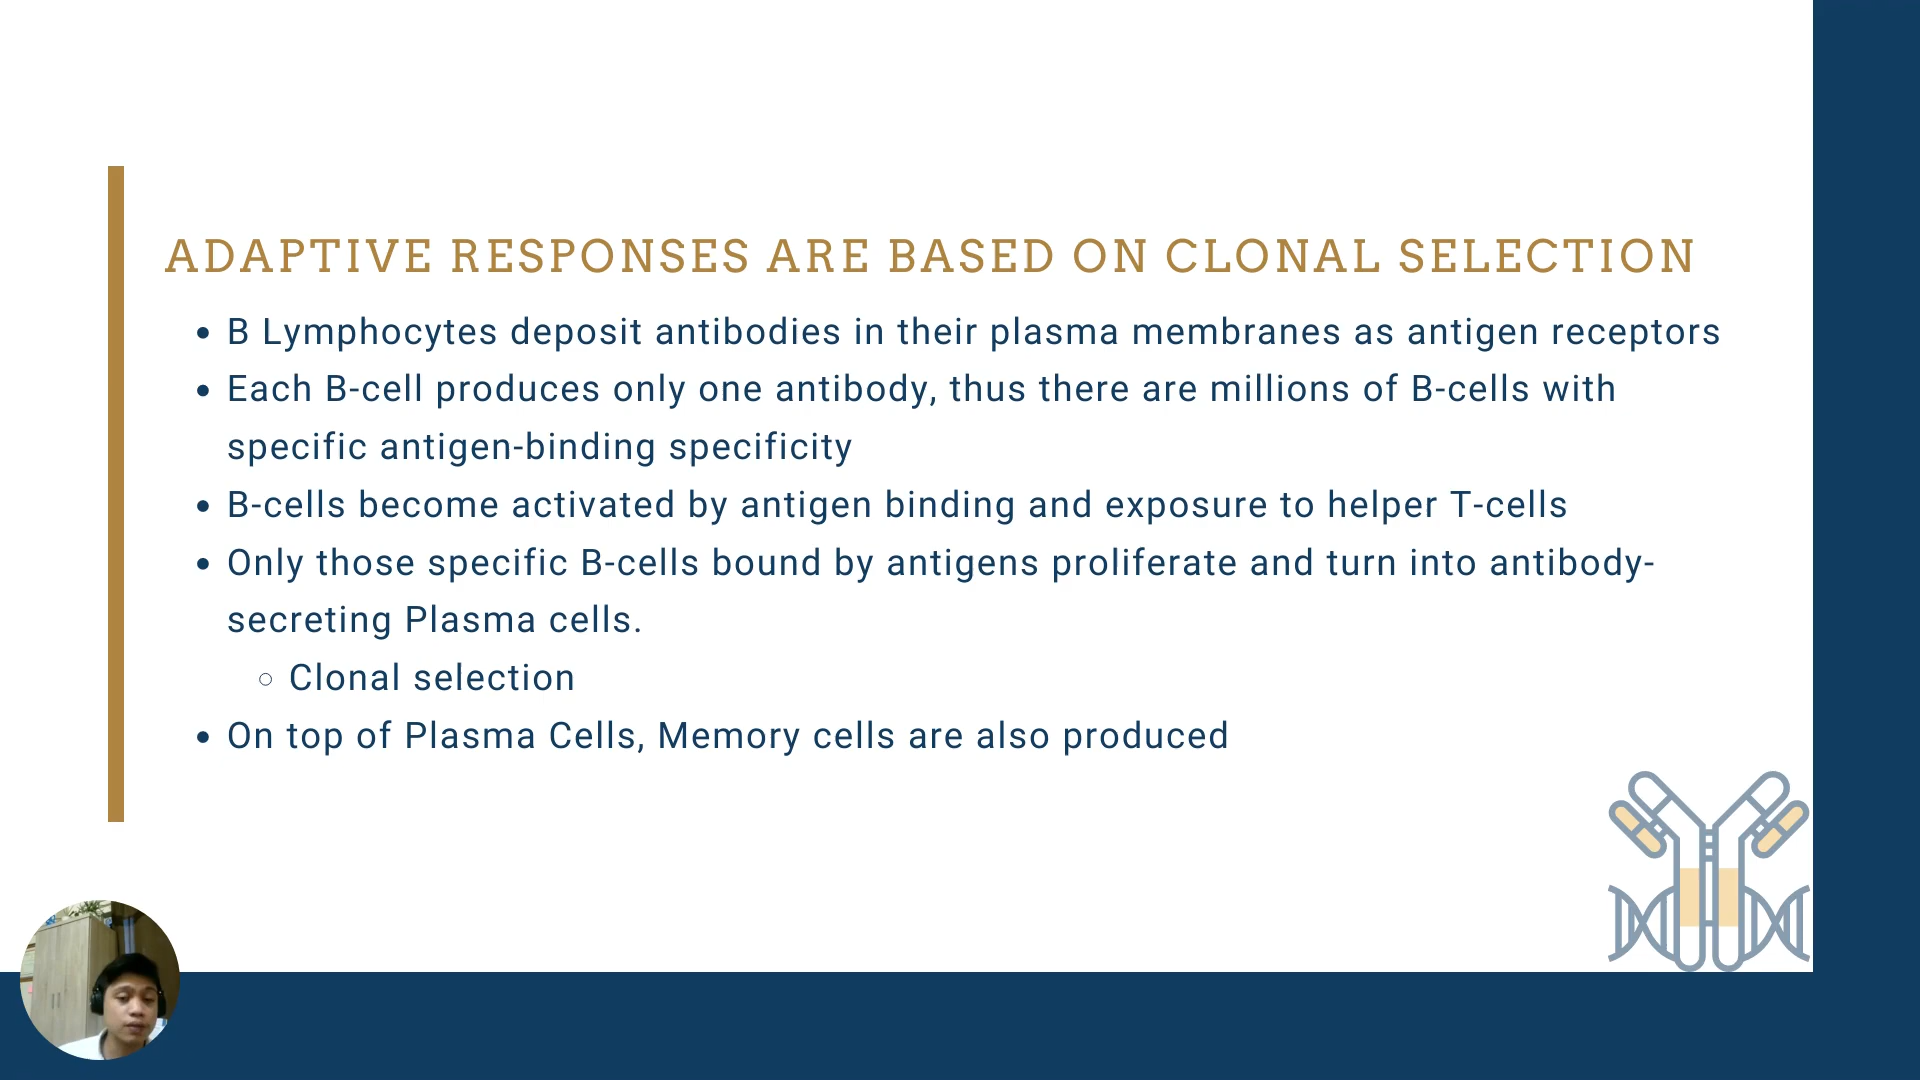 ADAPTIVE RESPONSES ARE BASED ON CLONAL SELECTION
B Lymphocytes deposit antibodies in their plasma membranes as antigen receptors
Each B-cell produces only one antibody, thus there are millions of B-cells with
specific antigen-binding specificity
B-cells become activated by antigen binding and exposure to helper T-cells
Only those specific B-cells bound by antigens proliferate and turn into antibody-
secreting Plasma cells.
Clonal selection
On top of Plasma Cells, Memory cells are also produced